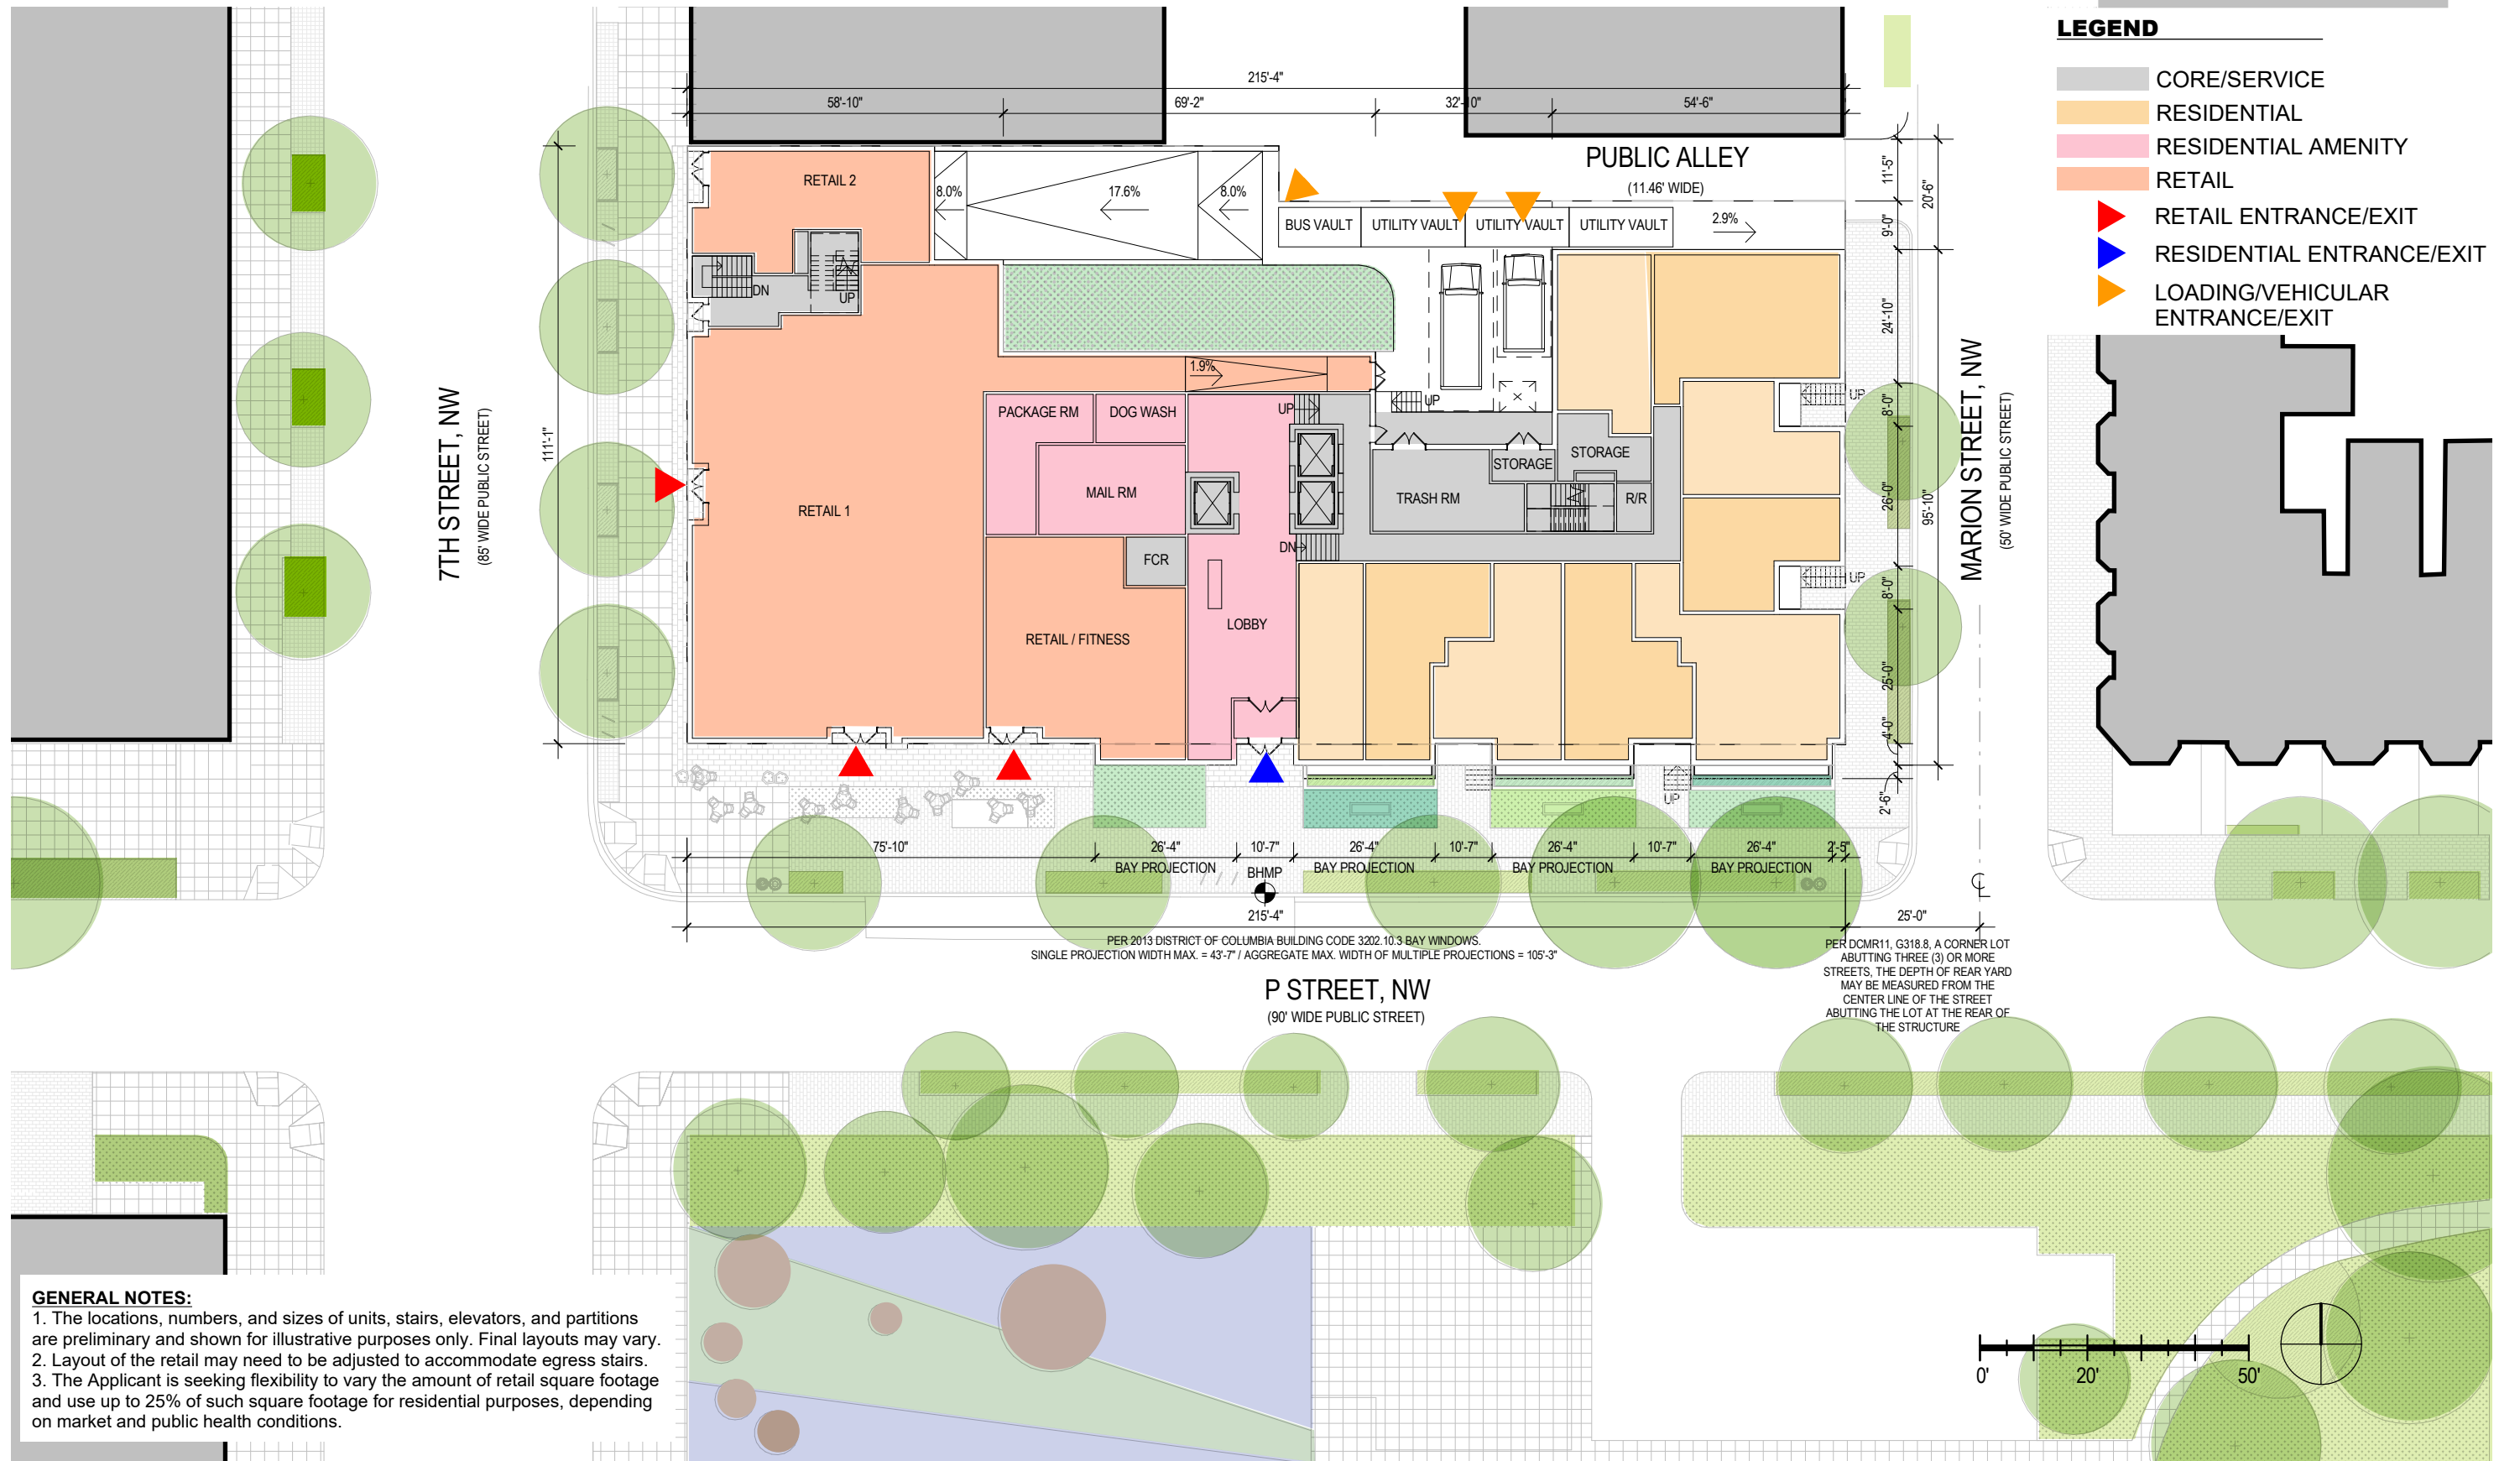 LEGEND
CORE/SERVICE
RESIDENTIAL
RESIDENTIAL AMENITY
RETAIL
RETAIL ENTRANCE/EXIT
RESIDENTIAL ENTRANCE/EXIT
LOADING/VEHICULAR
ENTRANCE/EXIT
215'-4"
58'-10"
69'-2"
32'-10"
54'-6"
PUBLIC ALLEY
(11.46' WIDE)
11'-5"
20'-6"
9'-0"
RETAIL 2
8.0%
17.6%
8.0%
BUS VAULT
UTILITY VAULT
UTILITY VAULT
UTILITY VAULT
2.9%
DN
UP
24'-10"
7TH STREET, NW
(85' WIDE PUBLIC STREET)
111'-1"
1.9%
UP
UP
UP
8'-0"
PACKAGE RM
DOG WASH
MAIL RM
RETAIL 1
STORAGE
STORAGE
TRASH RM
R/R
26'-0"
95'-10"
MARION STREET, NW
(50' WIDE PUBLIC STREET)
DN
FCR
UP
8'-0"
LOBBY
RETAIL / FITNESS
25'-0"
4'-0"
UP
2'-6"
75'-10"
26'-4"
10'-7"
26'-4"
10'-7"
26'-4"
10'-7"
26'-4"
2'-5"
BAY PROJECTION
BHMP
BAY PROJECTION
BAY PROJECTION
BAY PROJECTION
CL
215'-4"
25'-0"
PER 2013 DISTRICT OF COLUMBIA BUILDING CODE 3202.10.3 BAY WINDOWS.
SINGLE PROJECTION WIDTH MAX. = 43'-7" / AGGREGATE MAX. WIDTH OF MULTIPLE PROJECTIONS = 105'-3"
PER DCMR11, G318.8, A CORNER LOT
ABUTTING THREE (3) OR MORE
STREETS, THE DEPTH OF REAR YARD
MAY BE MEASURED FROM THE
CENTER LINE OF THE STREET
ABUTTING THE LOT AT THE REAR OF
THE STRUCTURE
P STREET, NW
(90' WIDE PUBLIC STREET)
GENERAL NOTES:
1. The locations, numbers, and sizes of units, stairs, elevators, and partitions
are preliminary and shown for illustrative purposes only. Final layouts may vary.
2. Layout of the retail may need to be adjusted to accommodate egress stairs.
3. The Applicant is seeking flexibility to vary the amount of retail square footage
and use up to 25% of such square footage for residential purposes, depending
on market and public health conditions.
0'
20'
50'